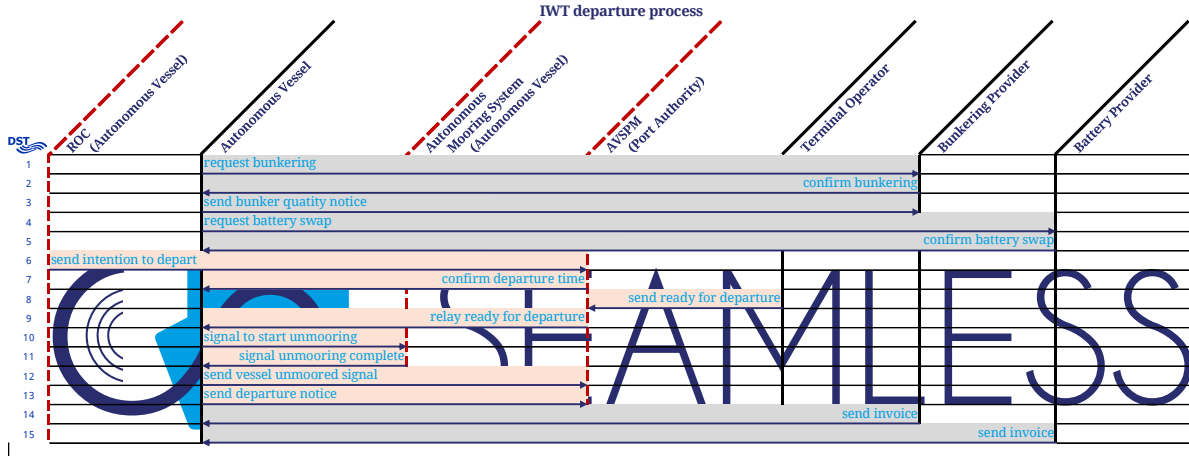 IWT departure process
DST
ROC
(Autonomous Vessel)
Autonomous Vessel
Autonomous
Mooring System
(Autonomous Vessel)
AVSPM
(Port Authority)
Terminal Operator
Bunkering Provider
Battery Provider
1 request bunkering
2 confirm bunkering
3 send bunker quatity notice
4 request battery swap
5 confirm battery swap
6 send intention to depart
7 confirm departure time
8 send ready for departure
9 relay ready for departure
10 signal to start unmooring
11 signal unmooring complete
12 send vessel unmoored signal
13 send departure notice
14 send invoice
15 send invoice
SEAMLESS